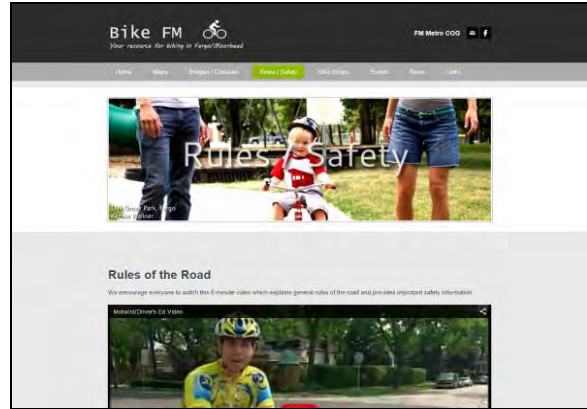 Bike FM
Your resource for biking in Fargo/Moorhead
FM Metro COG
Home Maps Bridges / Closures Rules / Safety Bike Shops Events News Links
Rules / Safety
Park, Fargo
Rules of the Road
We encourage everyone to watch this 6-minute video which explains general rules of the road and provides important safety information
Motorist/Driver's Ed Video